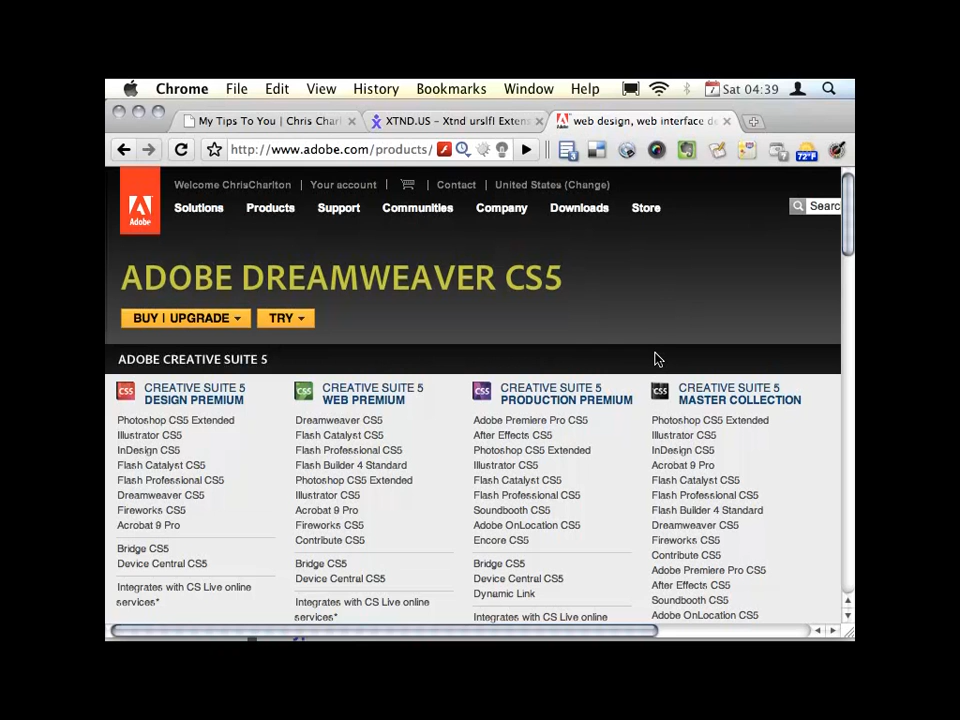 Chrome File Edit View History Bookmarks Window Help Sat 04:39
My Tips To You | Chris Charl XTND.US - Xtnd urslf| Extens web design, web interface de
http://www.adobe.com/products/ 72°F
Welcome ChrisCharlton | Your account | | Contact | United States (Change)
Adobe
Solutions Products Support Communities Company Downloads Store Searc
ADOBE DREAMWEAVER CS5
BUY | UPGRADE TRY
ADOBE CREATIVE SUITE 5
CS5 CREATIVE SUITE 5
DESIGN PREMIUM
Photoshop CS5 Extended
Illustrator CS5
InDesign CS5
Flash Catalyst CS5
Flash Professional CS5
Dreamweaver CS5
Fireworks CS5
Acrobat 9 Pro
Bridge CS5
Device Central CS5
Integrates with CS Live online
services*
CS5 CREATIVE SUITE 5
WEB PREMIUM
Dreamweaver CS5
Flash Catalyst CS5
Flash Professional CS5
Flash Builder 4 Standard
Photoshop CS5 Extended
Illustrator CS5
Acrobat 9 Pro
Fireworks CS5
Contribute CS5
Bridge CS5
Device Central CS5
Integrates with CS Live online
services*
CS5 CREATIVE SUITE 5
PRODUCTION PREMIUM
Adobe Premiere Pro CS5
After Effects CS5
Photoshop CS5 Extended
Illustrator CS5
Flash Catalyst CS5
Flash Professional CS5
Soundbooth CS5
Adobe OnLocation CS5
Encore CS5
Bridge CS5
Device Central CS5
Dynamic Link
Integrates with CS Live online
CS5 CREATIVE SUITE 5
MASTER COLLECTION
Photoshop CS5 Extended
Illustrator CS5
InDesign CS5
Acrobat 9 Pro
Flash Catalyst CS5
Flash Professional CS5
Flash Builder 4 Standard
Dreamweaver CS5
Fireworks CS5
Contribute CS5
Adobe Premiere Pro CS5
After Effects CS5
Soundbooth CS5
Adobe OnLocation CS5